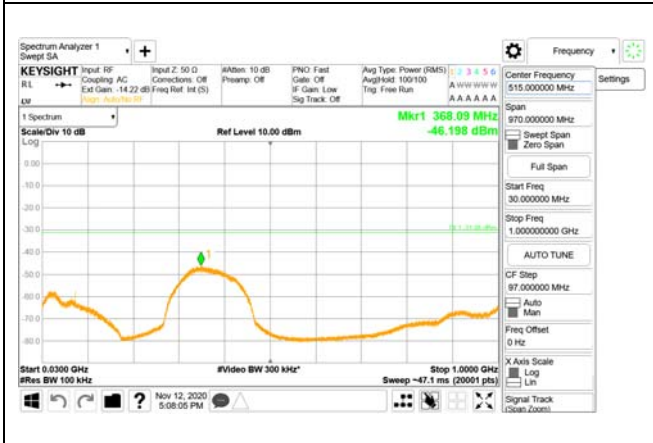 Spectrum Analyzer 1
Swept SA
+
Frequency
KEYSIGHT
RL
Input: RF
Coupling: AC
Ext Gain: -14.22 dB
Align: Auto/No RF
Input Z: 50 Ω
Corrections: Off
Freq Ref: Int (S)
#Atten: 10 dB
Preamp: Off
PNO: Fast
Gate: Off
IF Gain: Low
Sig Track: Off
Avg Type: Power (RMS)
Avg|Hold: 100/100
Trig: Free Run
1 2 3 4 5 6
A W W W W W
A A A A A A
1 Spectrum
Scale/Div 10 dB
Log
Ref Level 10.00 dBm
Mkr1 368.09 MHz
-46.198 dBm
0.00
-10.0
-20.0
-30.0
-40.0
-50.0
-60.0
-70.0
-80.0
1
Start 0.0300 GHz
#Res BW 100 kHz
#Video BW 300 kHz*
Stop 1.0000 GHz
Sweep ~47.1 ms (20001 pts)
?
Nov 12, 2020
5:08:05 PM
Center Frequency
515.000000 MHz
Settings
Span
970.000000 MHz
Swept Span
Zero Span
Full Span
Start Freq
30.000000 MHz
Stop Freq
1.000000000 GHz
AUTO TUNE
CF Step
97.000000 MHz
Auto
Man
Freq Offset
0 Hz
X Axis Scale
Log
Lin
Signal Track
(Span Zoom)